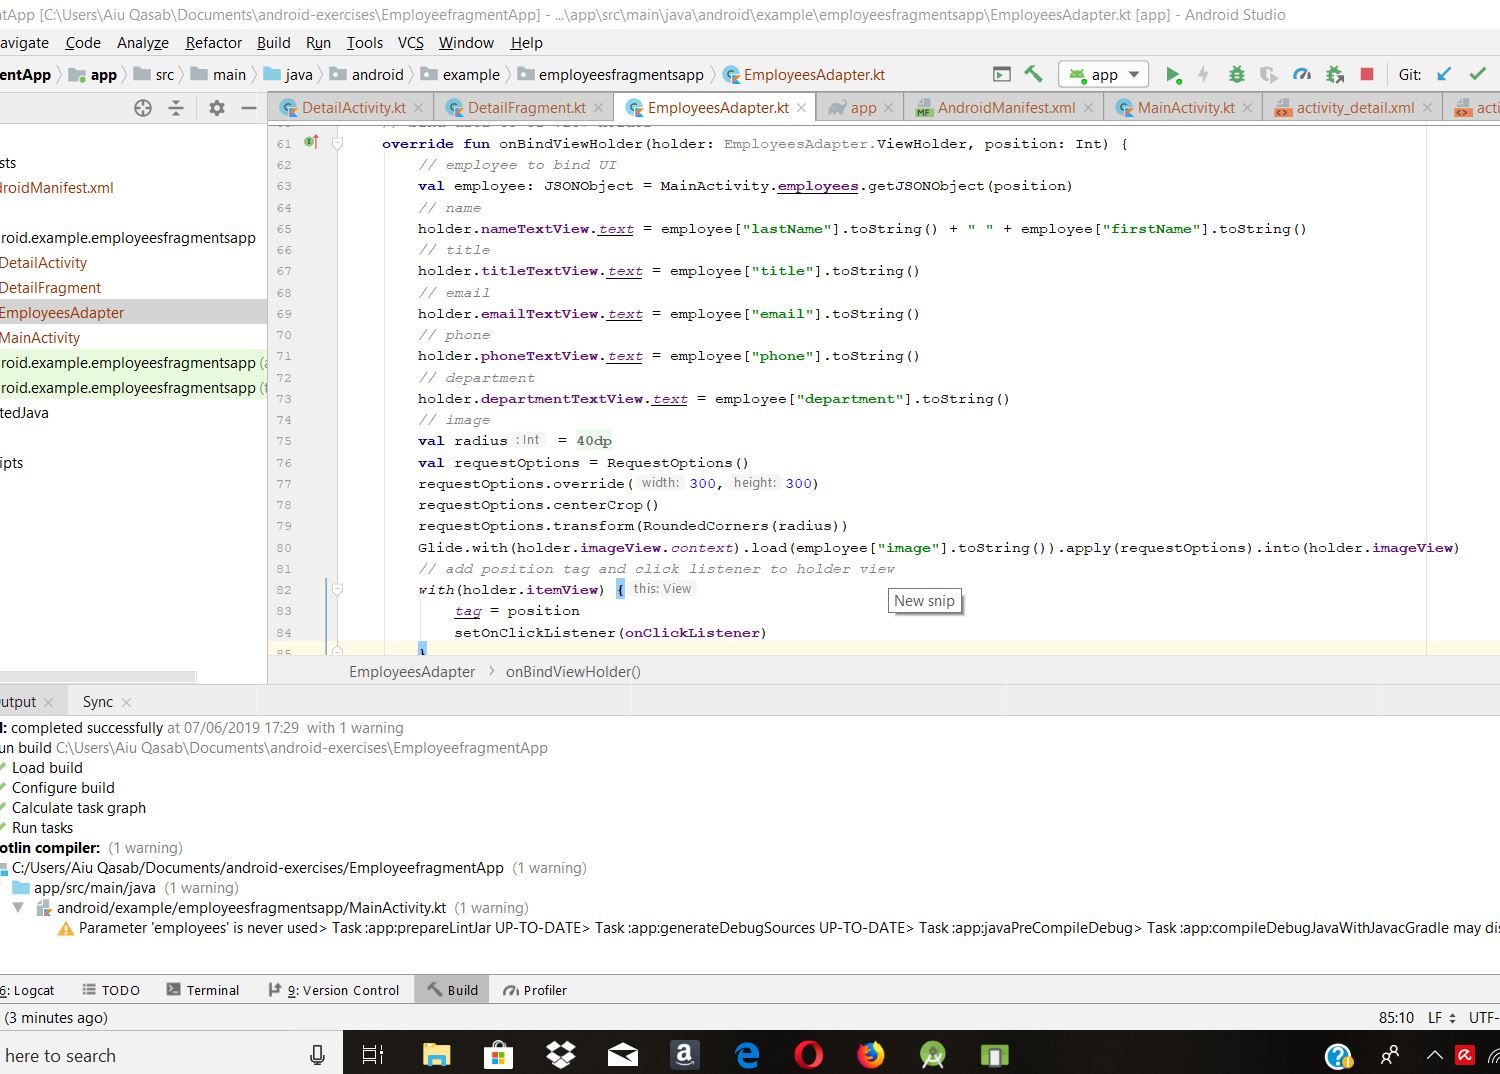 ntApp [C:\Users\Aiu Qasab\Documents\android-exercises\EmployeefragmentApp] - ...\app\src\main\java\android\example\employeesfragmentsapp\EmployeesAdapter.kt [app] - Android Studio
avigate Code Analyze Refactor Build Run Tools VCS Window Help
entApp app src main java android example employeesfragmentsapp EmployeesAdapter.kt app Git:
DetailActivity.kt DetailFragment.kt EmployeesAdapter.kt app AndroidManifest.xml MainActivity.kt activity_detail.xml acti
61 override fun onBindViewHolder(holder: EmployeesAdapter.ViewHolder, position: Int) {
62 // employee to bind UI
63 val employee: JSONObject = MainActivity.employees.getJSONObject(position)
64 // name
65 holder.nameTextView.text = employee["lastName"].toString() + " " + employee["firstName"].toString()
66 // title
67 holder.titleTextView.text = employee["title"].toString()
68 // email
69 holder.emailTextView.text = employee["email"].toString()
70 // phone
71 holder.phoneTextView.text = employee["phone"].toString()
72 // department
73 holder.departmentTextView.text = employee["department"].toString()
74 // image
75 val radius : Int = 40dp
76 val requestOptions = RequestOptions()
77 requestOptions.override( width: 300, height: 300)
78 requestOptions.centerCrop()
79 requestOptions.transform(RoundedCorners(radius))
80 Glide.with(holder.imageView.context).load(employee["image"].toString()).apply(requestOptions).into(holder.imageView)
81 // add position tag and click listener to holder view
82 with(holder.itemView) { this: View
83 tag = position
84 setOnClickListener(onClickListener)
85 }
New snip
sts
droidManifest.xml
roid.example.employeesfragmentsapp
DetailActivity
DetailFragment
EmployeesAdapter
MainActivity
roid.example.employeesfragmentsapp (a
roid.example.employeesfragmentsapp (t
tedJava
ipts
EmployeesAdapter onBindViewHolder()
utput Sync
: completed successfully at 07/06/2019 17:29 with 1 warning
un build C:\Users\Aiu Qasab\Documents\android-exercises\EmployeefragmentApp
Load build
Configure build
Calculate task graph
Run tasks
otlin compiler: (1 warning)
C:/Users/Aiu Qasab/Documents/android-exercises/EmployeefragmentApp (1 warning)
app/src/main/java (1 warning)
android/example/employeesfragmentsapp/MainActivity.kt (1 warning)
Parameter 'employees' is never used> Task :app:prepareLintJar UP-TO-DATE> Task :app:generateDebugSources UP-TO-DATE> Task :app:javaPreCompileDebug> Task :app:compileDebugJavaWithJavacGradle may dis
6: Logcat TODO Terminal 9: Version Control Build Profiler
(3 minutes ago) 85:10 LF UTF-
here to search